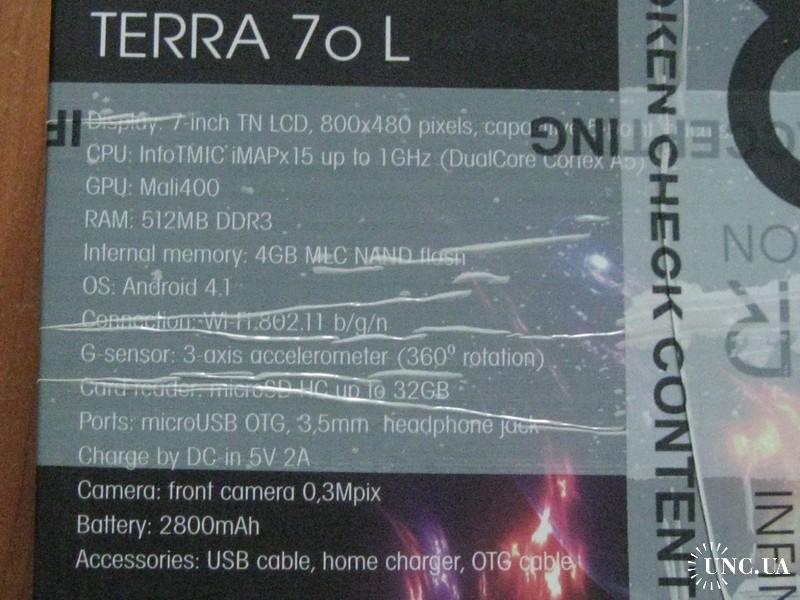 TERRA 7o L
Display: 7-inch TN LCD, 800x480 pixels,
CPU: InfoTMIC iMAPx15 up to 1GHz (DualCore Cortex A5)
GPU: Mali400
RAM: 512MB DDR3
Internal memory: 4GB MLC NAND flash
OS: Android 4.1
Connection: Wi-Fi 802.11 b/g/n
G-sensor: 3-axis accelerometer (360⁰ rotation)
Card reader: microSD HC up to 32GB
Ports: microUSB OTG, 3,5mm headphone jack
Charge by DC-in 5V 2A
Camera: front camera 0,3Mpix
Battery: 2800mAh
Accessories: USB cable, home charger, OTG cable
IF
CHECK CONTENT
UNC.UA